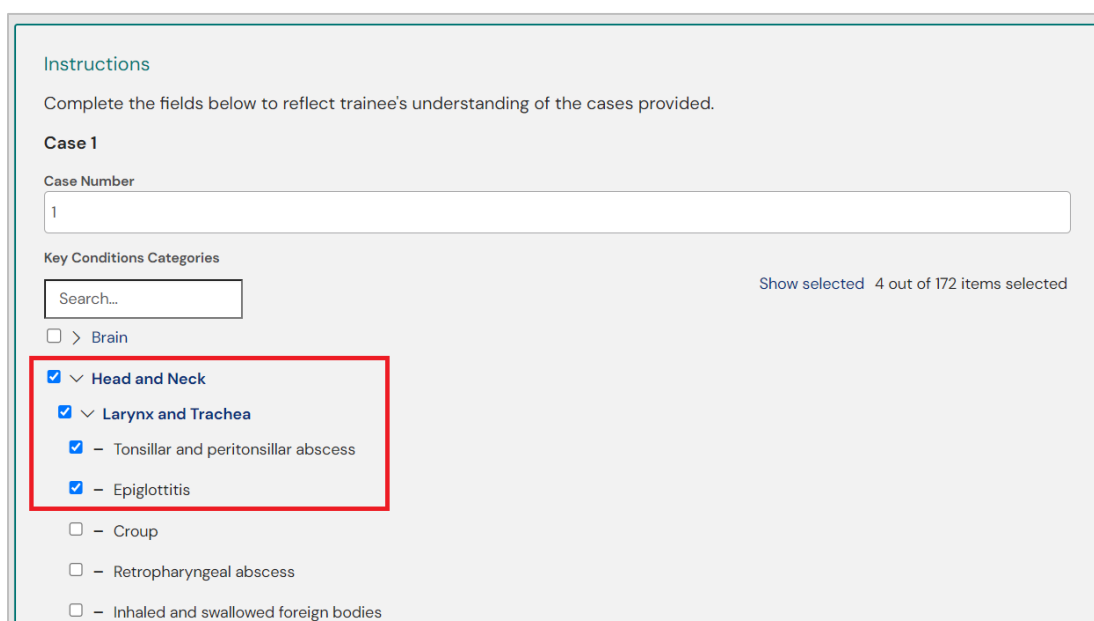 Instructions
Complete the fields below to reflect trainee's understanding of the cases provided.
Case 1
Case Number
1
Key Conditions Categories
Search...
Show selected 4 out of 172 items selected
Brain
Head and Neck
Larynx and Trachea
– Tonsillar and peritonsillar abscess
– Epiglottitis
– Croup
– Retropharyngeal abscess
– Inhaled and swallowed foreign bodies